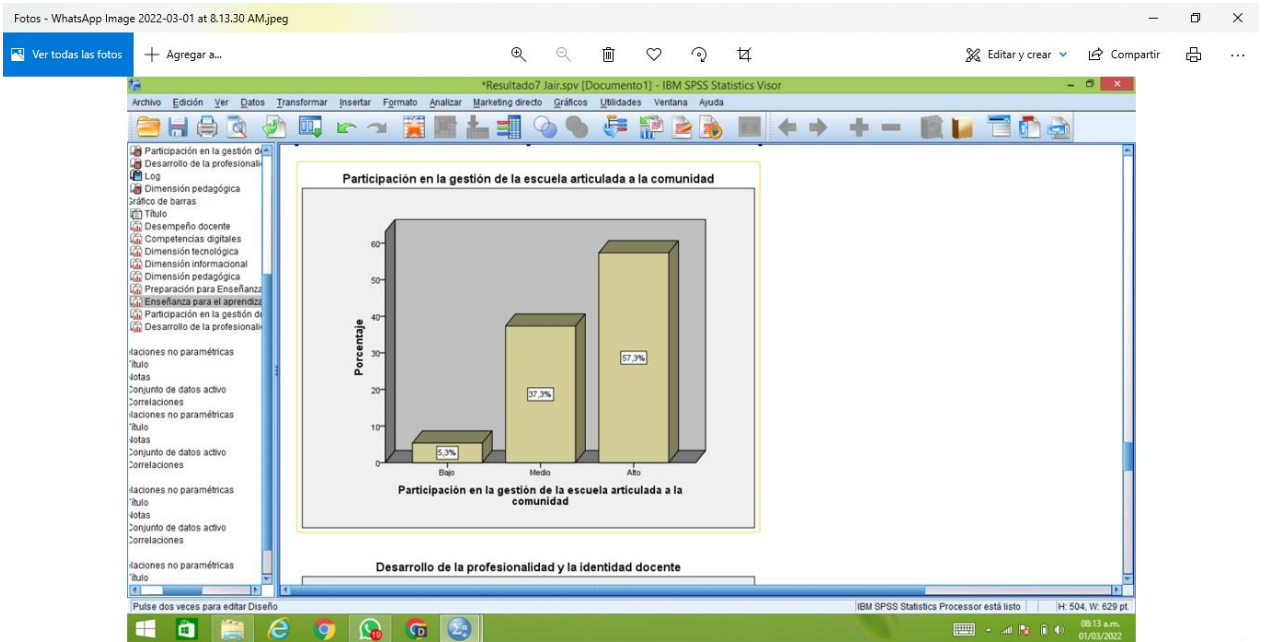 Fotos - WhatsApp Image 2022-03-01 at 8.13.30 AM.jpeg
Ver todas las fotos
Agregar a...
Editar y crear
Compartir
*Resultado7 Jair.spv [Documento1] - IBM SPSS Statistics Visor
Archivo Edición Ver Datos Transformar Insertar Formato Analizar Marketing directo Gráficos Utilidades Ventana Ayuda
Participación en la gestión de
Desarrollo de la profesionali
Log
Dimensión pedagógica
Gráfico de barras
Título
Desempeño docente
Competencias digitales
Dimensión tecnológica
Dimensión informacional
Dimensión pedagógica
Preparación para Enseñanza
Enseñanza para el aprendiza
Participación en la gestión de
Desarrollo de la profesionali
laciones no paramétricas
Título
Notas
Conjunto de datos activo
Correlaciones
laciones no paramétricas
Título
Notas
Conjunto de datos activo
Correlaciones
laciones no paramétricas
Título
Notas
Conjunto de datos activo
Correlaciones
laciones no paramétricas
Título
Participación en la gestión de la escuela articulada a la comunidad
Porcentaje
60
50
40
30
20
10
0
5,3%
37,3%
57,3%
Bajo Medio Alto
Participación en la gestión de la escuela articulada a la
comunidad
Desarrollo de la profesionalidad y la identidad docente
Pulse dos veces para editar Diseño
IBM SPSS Statistics Processor está listo
H: 504, W: 629 pt.
08:13 a.m.
01/03/2022